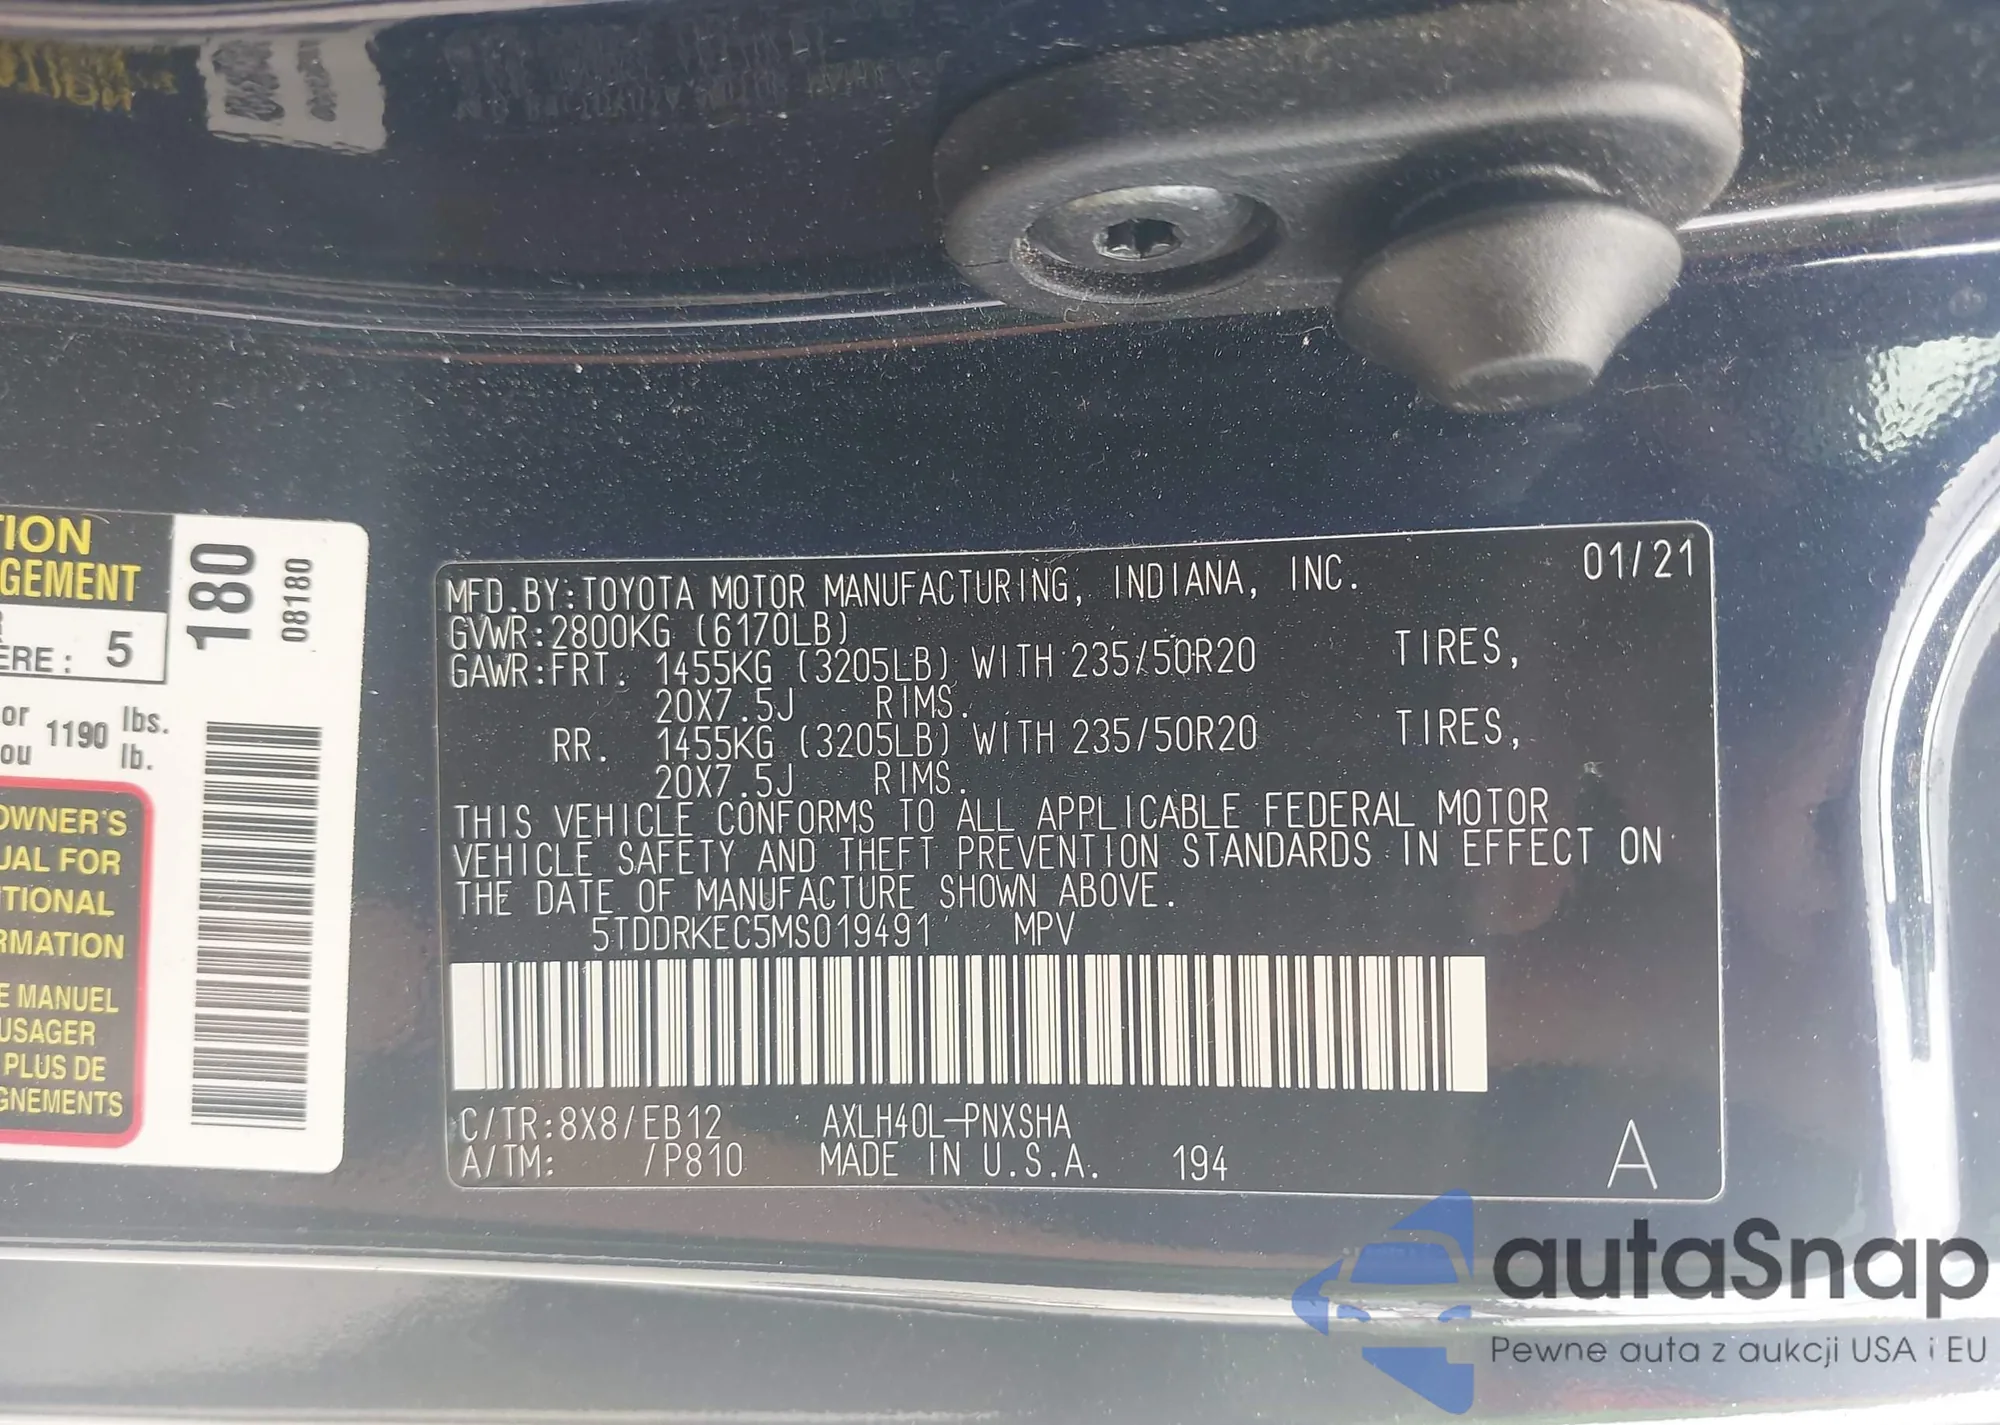 TION
GEMENT
ÈRE : 5
or 1190 lbs.
ou lb.
OWNER'S
UAL FOR
TIONAL
RMATION
E MANUEL
USAGER
PLUS DE
GNEMENTS
180
08180
MFD.BY:TOYOTA MOTOR MANUFACTURING, INDIANA, INC. 01/21
GVWR:2800KG (6170LB)
GAWR:FRT. 1455KG (3205LB) WITH 235/50R20 TIRES,
20X7.5J RIMS.
RR. 1455KG (3205LB) WITH 235/50R20 TIRES,
20X7.5J RIMS.
THIS VEHICLE CONFORMS TO ALL APPLICABLE FEDERAL MOTOR
VEHICLE SAFETY AND THEFT PREVENTION STANDARDS IN EFFECT ON
THE DATE OF MANUFACTURE SHOWN ABOVE.
5TDDRKEC5MS019491 MPV
C/TR:8X8/EB12 AXLH40L-PNXSHA
A/TM: /P810 MADE IN U.S.A. 194 A
autaSnap
Pewne auta z aukcji USA i EU